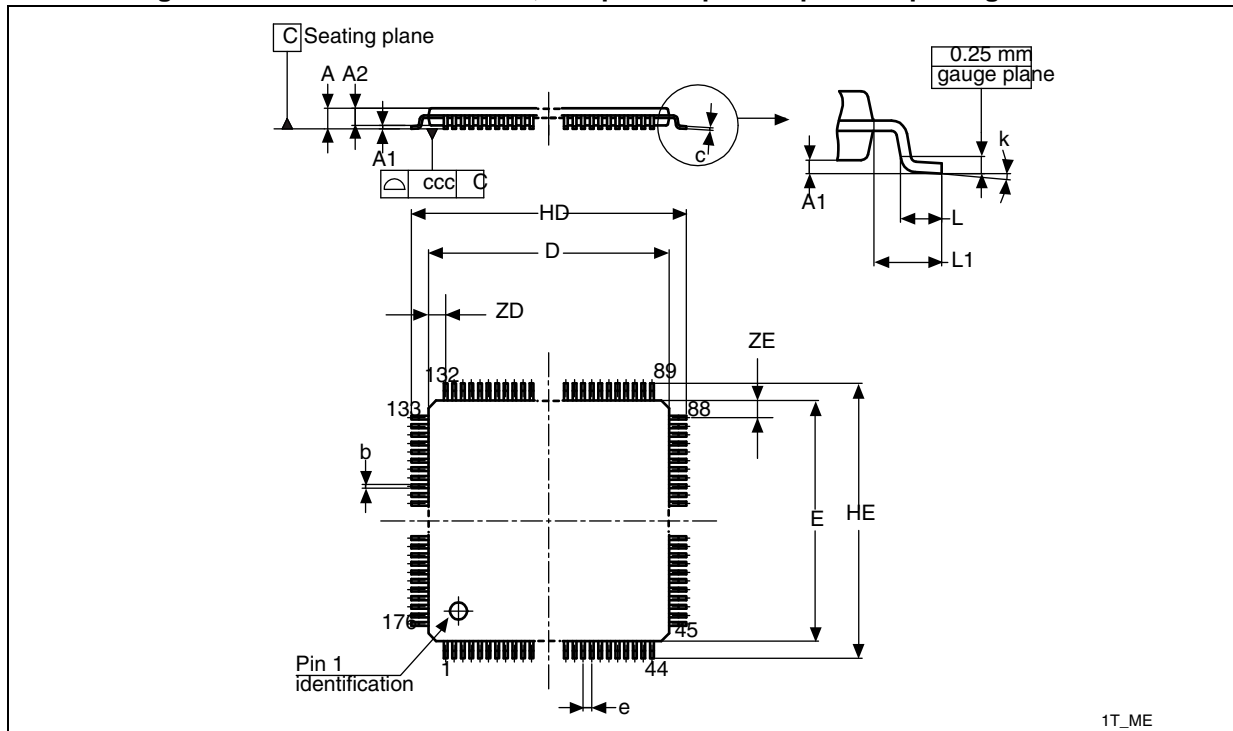 C Seating plane
0.25 mm
gauge plane
A A2
k
c
A1
A1
ccc C
L
HD
L1
D
ZD
ZE
132 89
133 88
b
E HE
176 45
Pin 1
identification
1 44
e
1T_ME